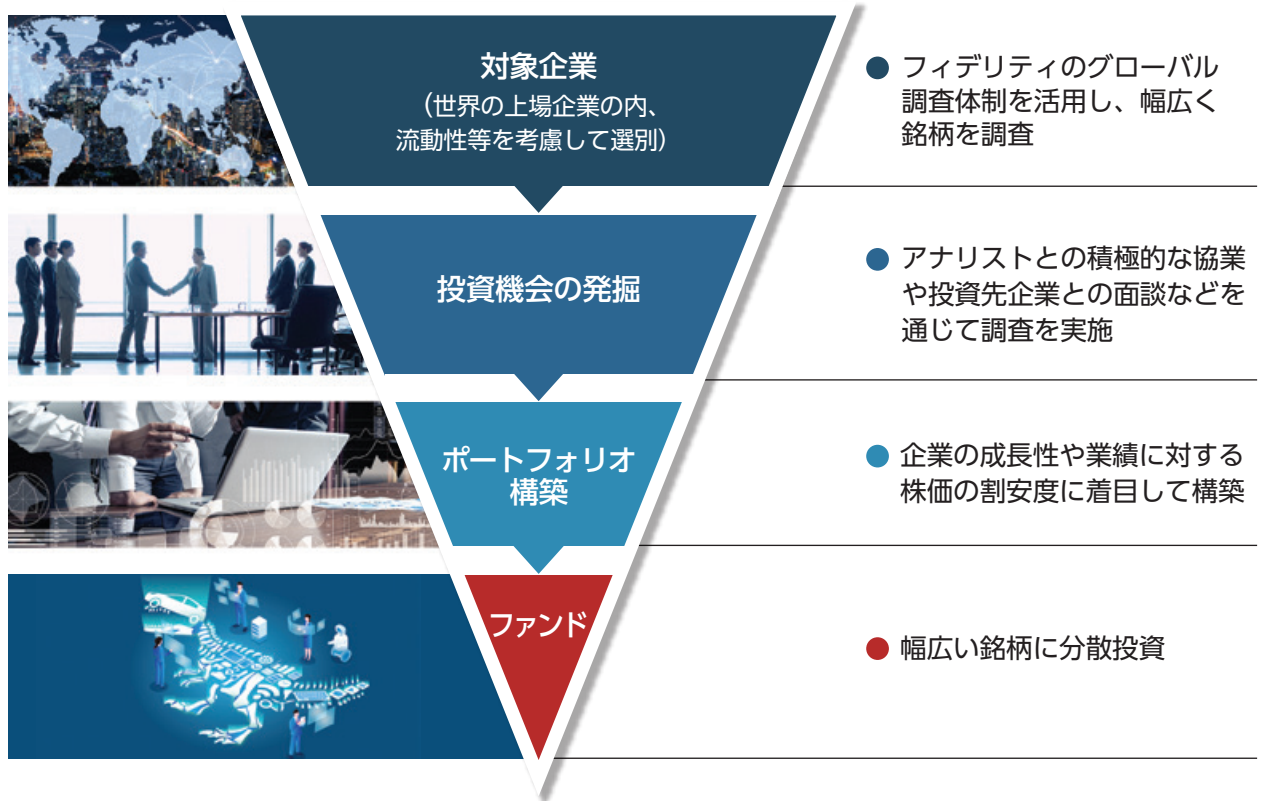 対象企業
(世界の上場企業の内、
流動性等を考慮して選別)
● フィデリティのグローバル
調査体制を活用し、幅広く
銘柄を調査
投資機会の発掘
● アナリストとの積極的な協業
や投資先企業との面談などを
通じて調査を実施
ポートフォリオ
構築
● 企業の成長性や業績に対する
株価の割安度に着目して構築
ファンド
● 幅広い銘柄に分散投資